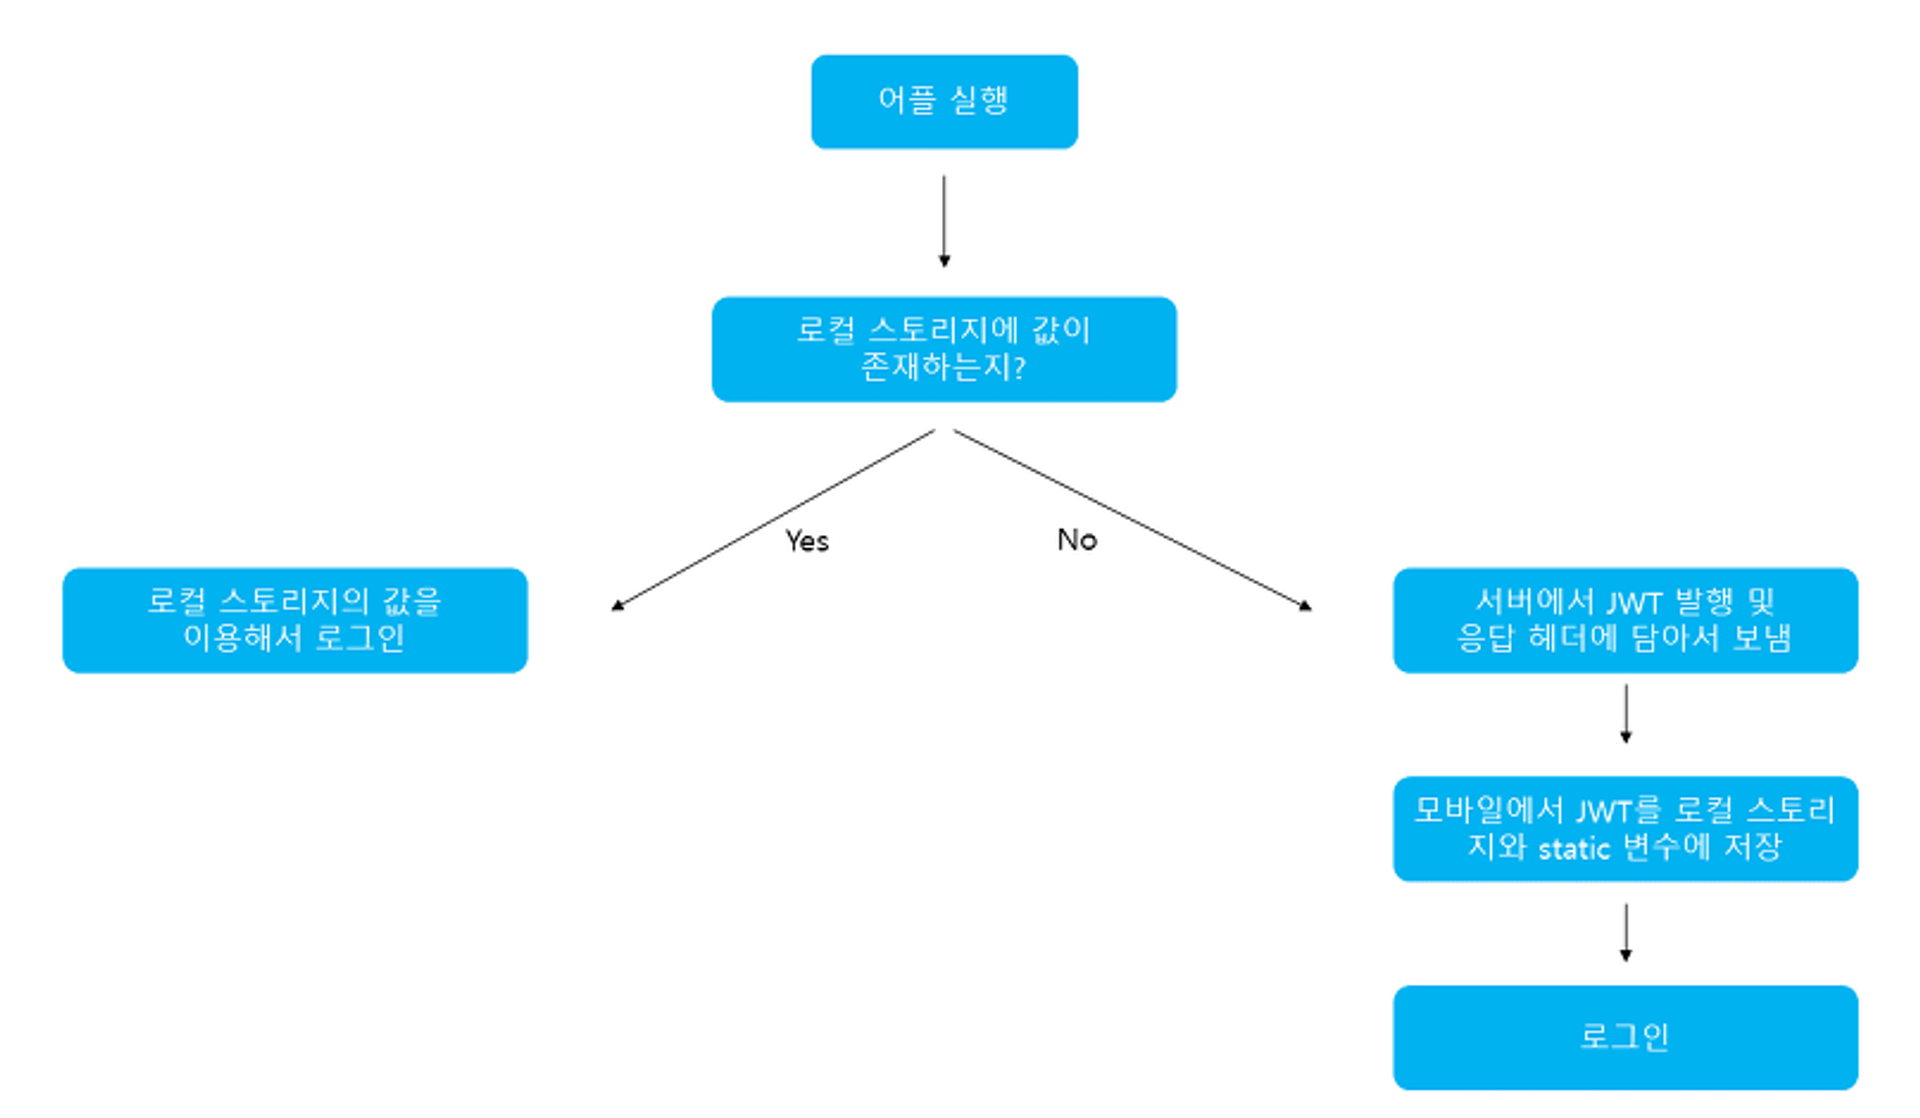 어플 실행
로컬 스토리지에 값이
존재하는지?
Yes
No
로컬 스토리지의 값을
이용해서 로그인
서버에서 JWT 발행 및
응답 헤더에 담아서 보냄
모바일에서 JWT를 로컬 스토리
지와 static 변수에 저장
로그인